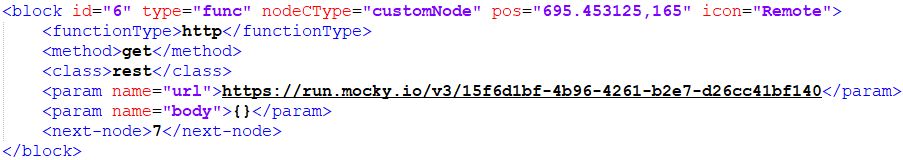 <block id="6" type="func" nodeCType="customNode" pos="695.453125,165" icon="Remote">
<functionType>http</functionType>
<method>get</method>
<class>rest</class>
<param name="url">https://run.mocky.io/v3/15f6d1bf-4b96-4261-b2e7-d26cc41bf140</param>
<param name="body">{}</param>
<next-node>7</next-node>
</block>